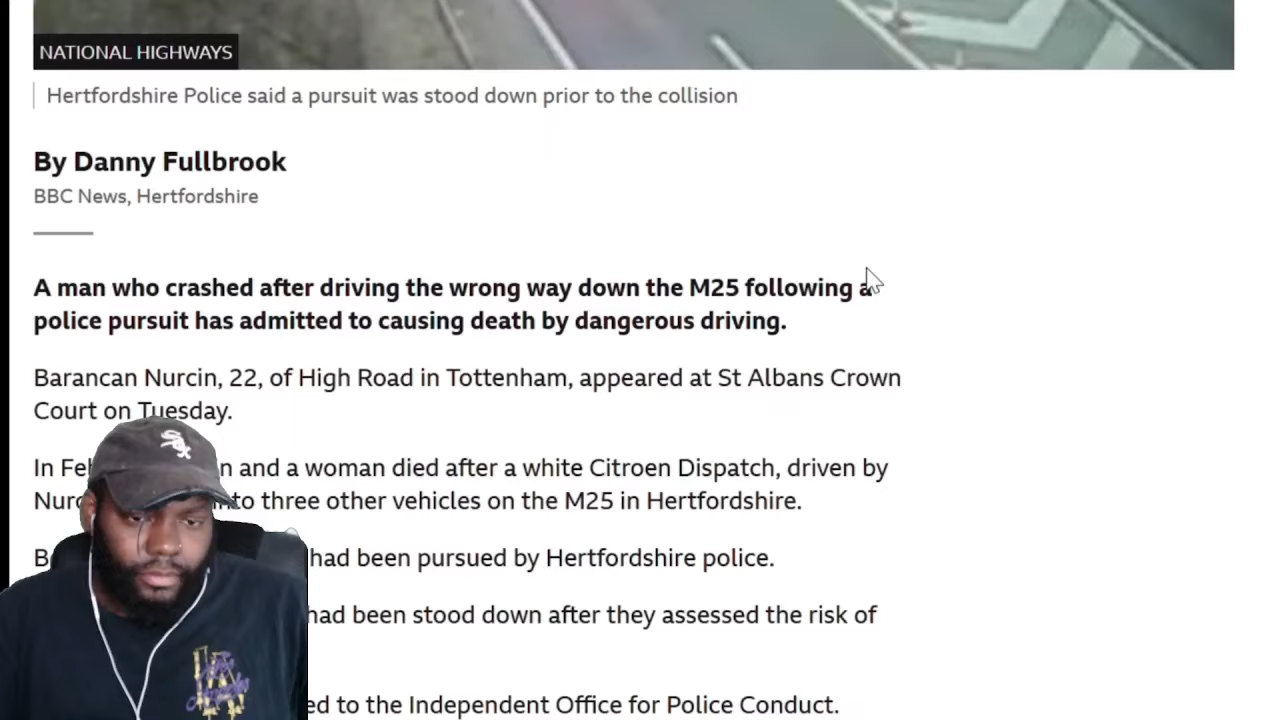 NATIONAL HIGHWAYS
Hertfordshire Police said a pursuit was stood down prior to the collision
By Danny Fullbrook
BBC News, Hertfordshire
A man who crashed after driving the wrong way down the M25 following a
police pursuit has admitted to causing death by dangerous driving.
Barancan Nurcin, 22, of High Road in Tottenham, appeared at St Albans Crown
Court on Tuesday.
In and a woman died after a white Citroen Dispatch, driven by
three other vehicles on the M25 in Hertfordshire.
had been pursued by Hertfordshire police.
had been stood down after they assessed the risk of
to the Independent Office for Police Conduct.